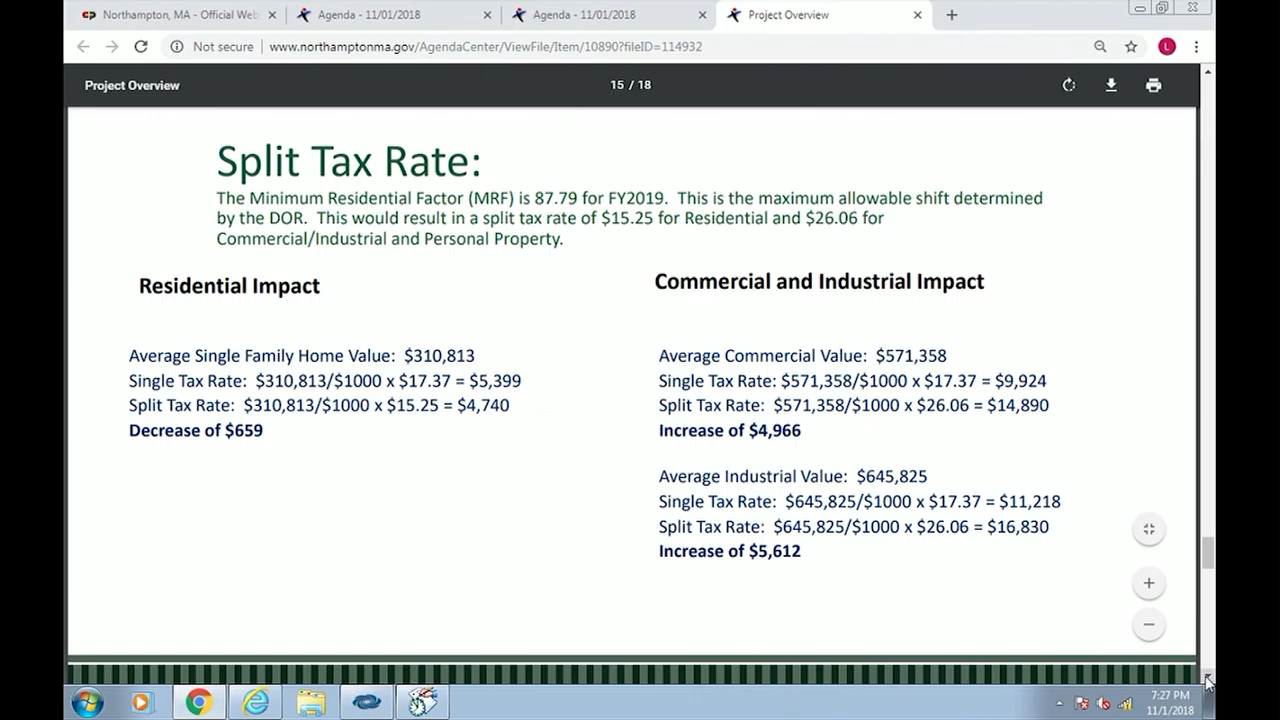 Northampton, MA - Official Web
Agenda - 11/01/2018
Agenda - 11/01/2018
Project Overview
Not secure
www.northamptonma.gov/AgendaCenter/ViewFile/Item/10890?fileID=114932
L
Project Overview
15 / 18
Split Tax Rate:
The Minimum Residential Factor (MRF) is 87.79 for FY2019. This is the maximum allowable shift determined
by the DOR. This would result in a split tax rate of $15.25 for Residential and $26.06 for
Commercial/Industrial and Personal Property.
Residential Impact
Average Single Family Home Value: $310,813
Single Tax Rate: $310,813/$1000 x $17.37 = $5,399
Split Tax Rate: $310,813/$1000 x $15.25 = $4,740
Decrease of $659
Commercial and Industrial Impact
Average Commercial Value: $571,358
Single Tax Rate: $571,358/$1000 x $17.37 = $9,924
Split Tax Rate: $571,358/$1000 x $26.06 = $14,890
Increase of $4,966
Average Industrial Value: $645,825
Single Tax Rate: $645,825/$1000 x $17.37 = $11,218
Split Tax Rate: $645,825/$1000 x $26.06 = $16,830
Increase of $5,612
7:27 PM
11/1/2018